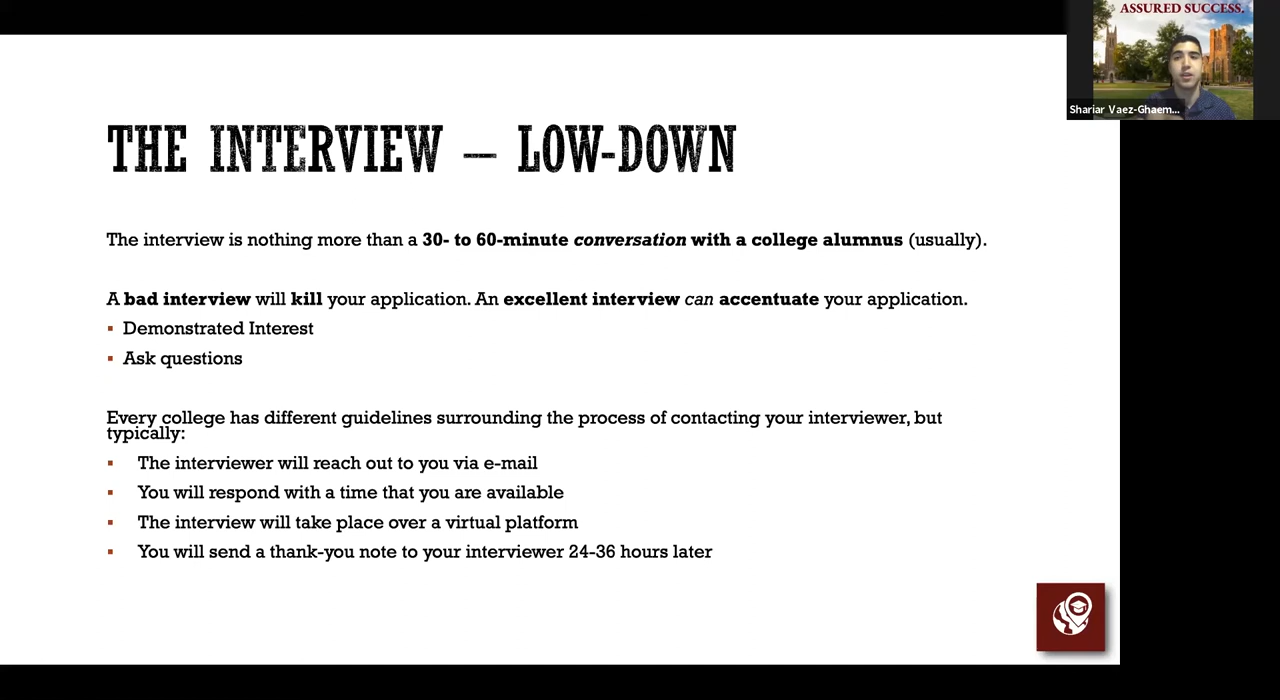 ASSURED SUCCESS.
Shariar Vaez-Ghaem...
THE INTERVIEW – LOW-DOWN
The interview is nothing more than a 30- to 60-minute conversation with a college alumnus (usually).
A bad interview will kill your application. An excellent interview can accentuate your application.
▪ Demonstrated Interest
▪ Ask questions
Every college has different guidelines surrounding the process of contacting your interviewer, but
typically:
▪ The interviewer will reach out to you via e-mail
▪ You will respond with a time that you are available
▪ The interview will take place over a virtual platform
▪ You will send a thank-you note to your interviewer 24-36 hours later